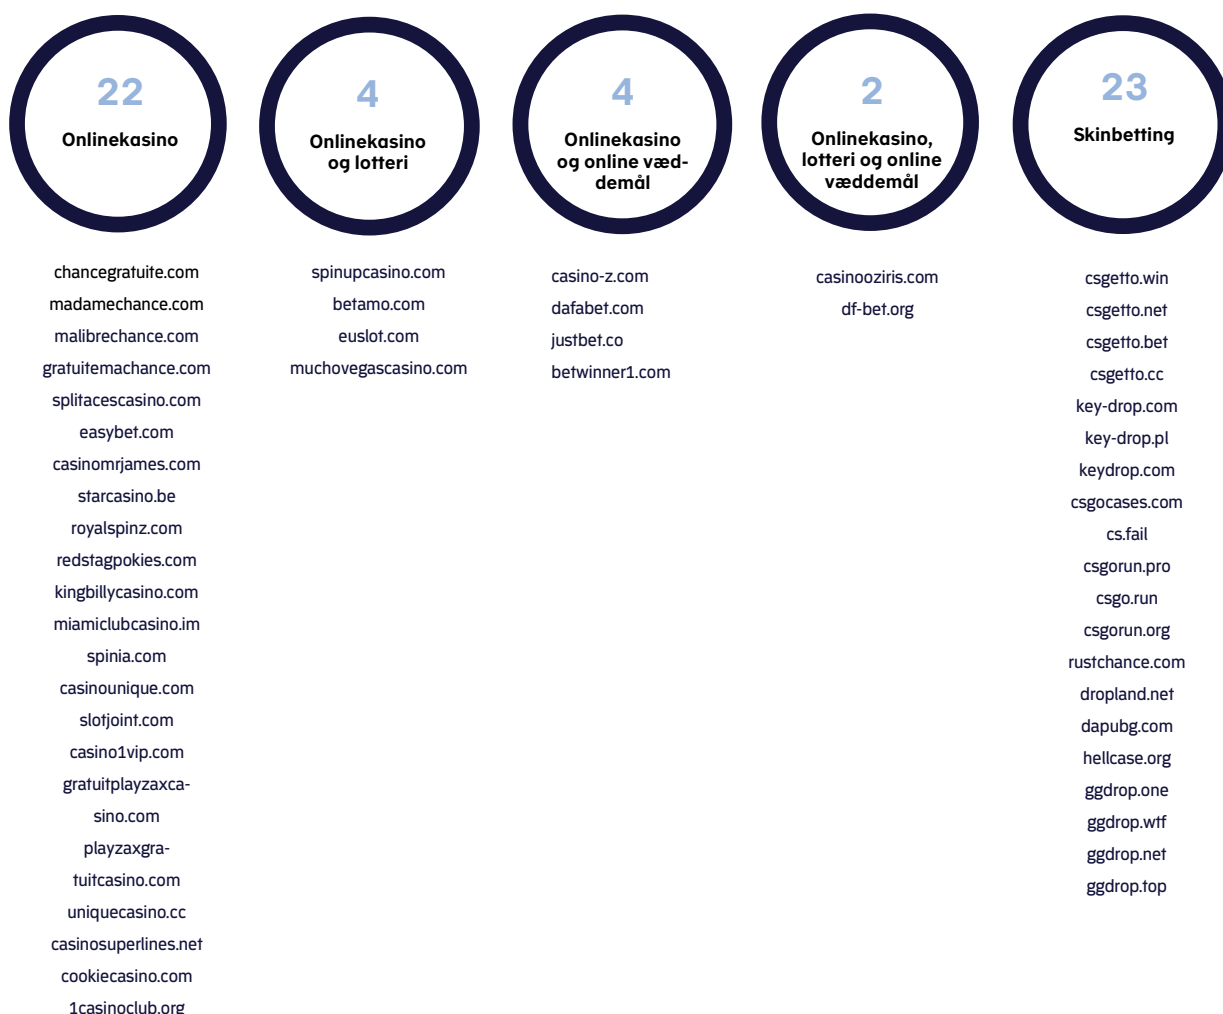 22
Onlinekasino
4
Onlinekasino
og lotteri
4
Onlinekasino
og online væd-
demål
2
Onlinekasino,
lotteri og online
væddemål
23
Skinbetting
chancegratuite.com
madamechance.com
malibrechance.com
gratuitemachance.com
splitacescasino.com
easybet.com
casinomrjames.com
starcasino.be
royalspinz.com
redstagpokies.com
kingbillycasino.com
miamiclubcasino.im
spinia.com
casinounique.com
slotjoint.com
casino1vip.com
gratuitplayzaxca-
sino.com
playzaxgra-
tuitcasino.com
uniquecasino.cc
casinosuperlines.net
cookiecasino.com
1casinoclub.org
spinupcasino.com
betamo.com
euslot.com
muchovegascasino.com
casino-z.com
dafabet.com
justbet.co
betwinner1.com
casinooziris.com
df-bet.org
csgetto.win
csgetto.net
csgetto.bet
csgetto.cc
key-drop.com
key-drop.pl
keydrop.com
csgocases.com
cs.fail
csgorun.pro
csgo.run
csgorun.org
rustchance.com
dropland.net
dapubg.com
hellcase.org
ggdrop.one
ggdrop.wtf
ggdrop.net
ggdrop.top